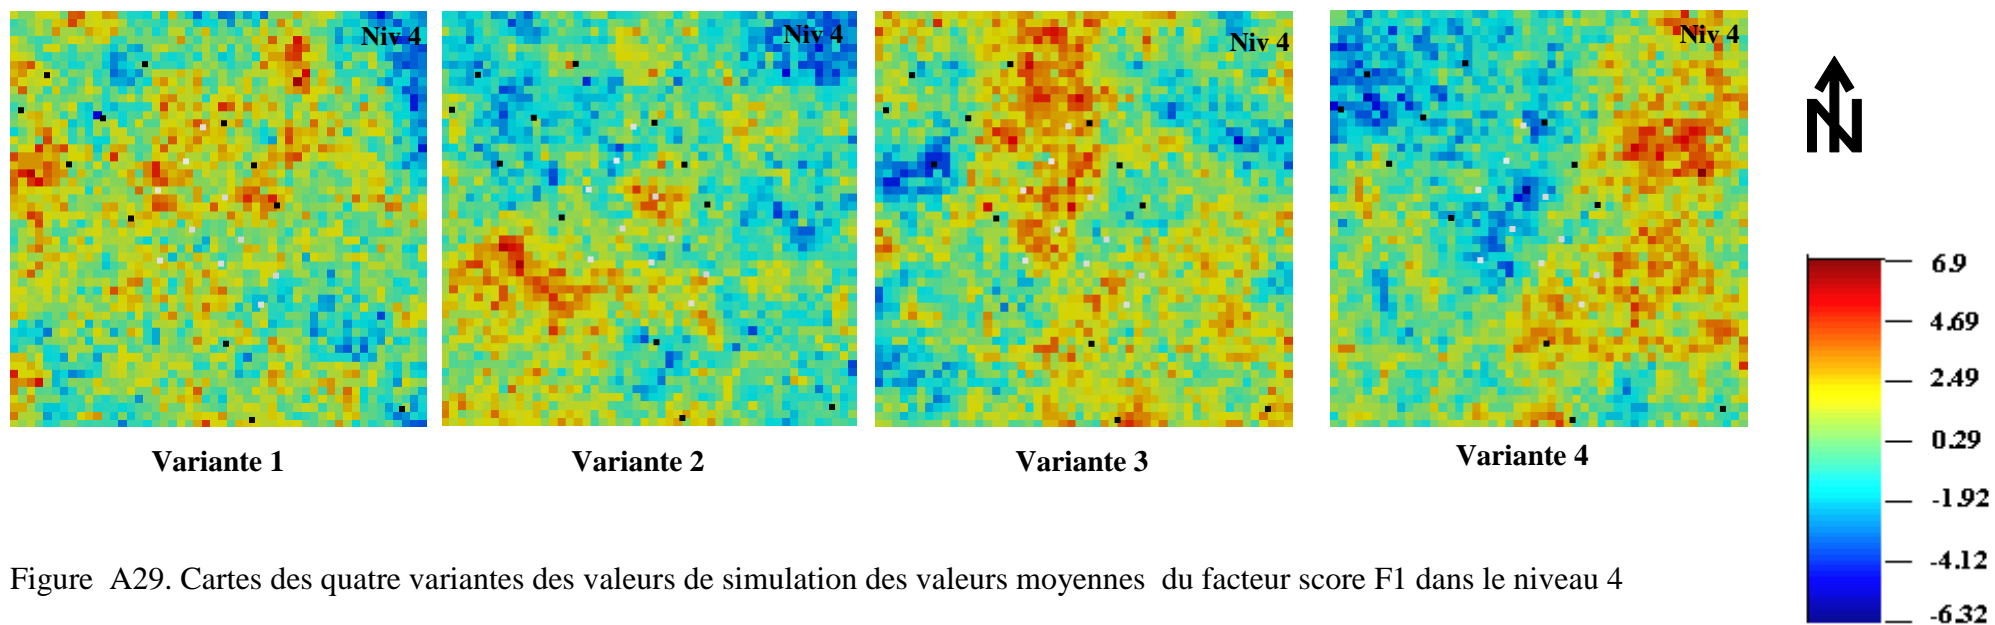 Niv 4
Niv 4
Niv 4
Niv 4
N
6.9
4.69
2.49
0.29
-1.92
-4.12
-6.32
Variante 1
Variante 2
Variante 3
Variante 4
Figure A29. Cartes des quatre variantes des valeurs de simulation des valeurs moyennes du facteur score F1 dans le niveau 4